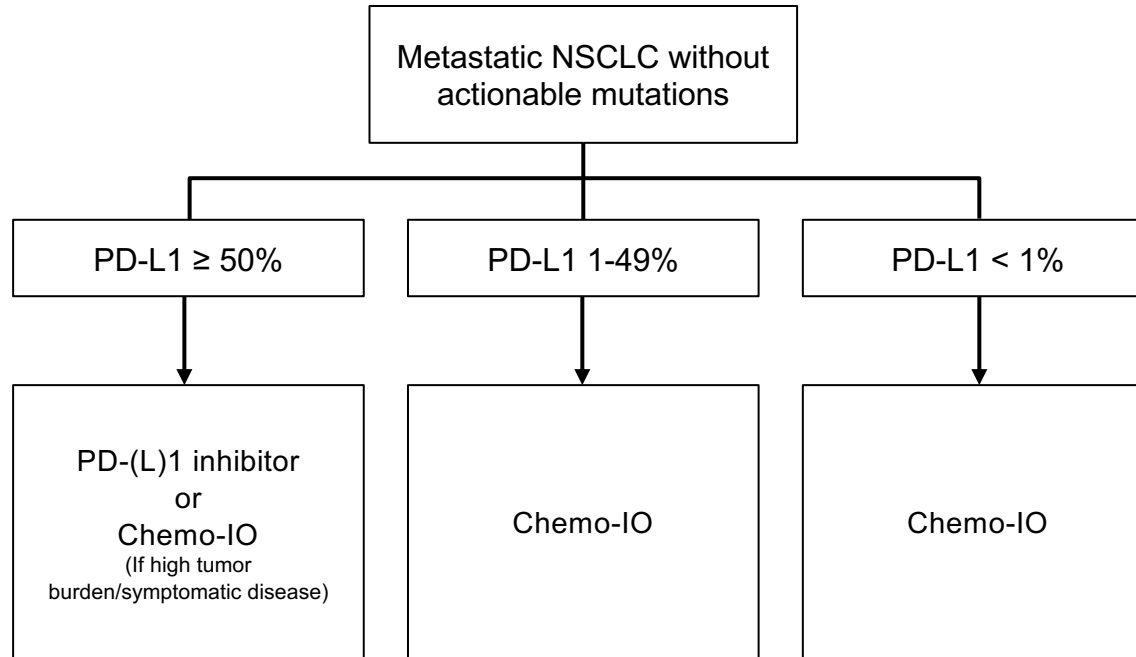 Metastatic NSCLC without
actionable mutations
PD-L1 ≥ 50%
PD-L1 1-49%
PD-L1 < 1%
PD-(L)1 inhibitor
or
Chemo-IO
(If high tumor
burden/symptomatic disease)
Chemo-IO
Chemo-IO